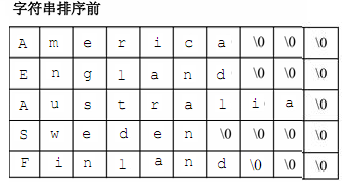 字符串排序前
A m e r i c a \0 \0 \0
E n g l a n d \0 \0 \0
A u s t r a l i a \0
S w e d e n \0 \0 \0 \0
F i n l a n d \0 \0 \0